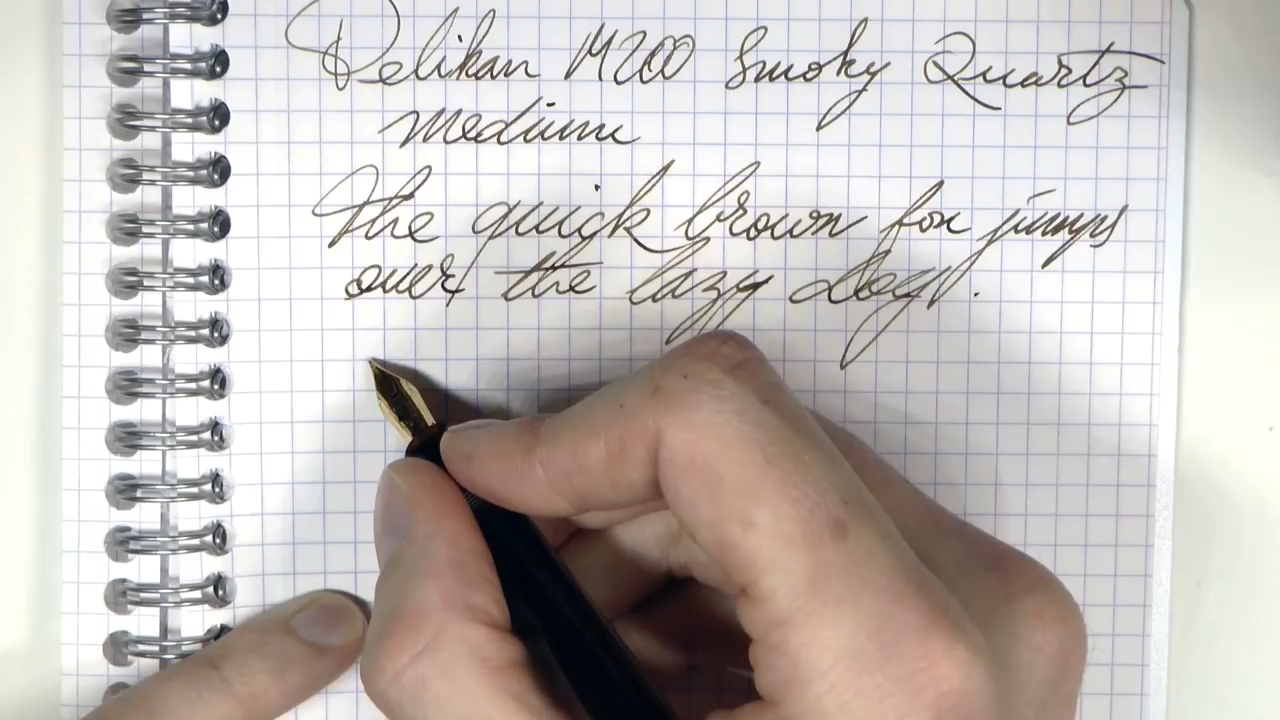 Pelikan M200 Smoky Quartz
medium
The quick brown fox jumps
over the lazy dog.